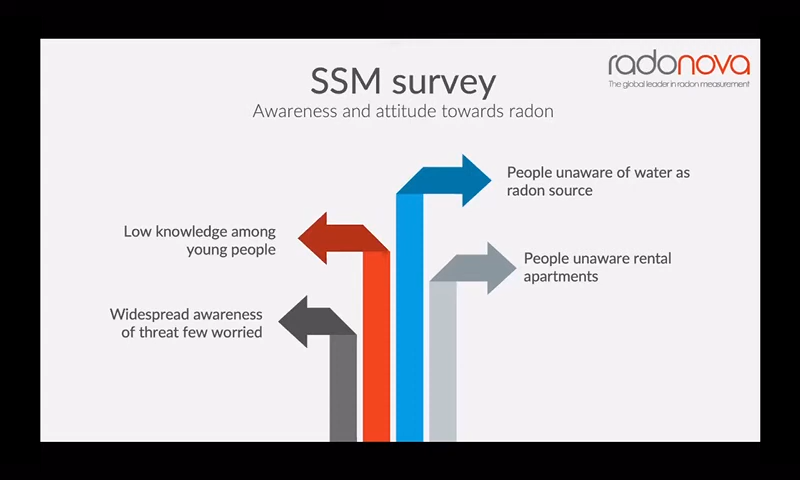 SSM survey
Awareness and attitude towards radon
radonova
The global leader in radon measurement
People unaware of water as
radon source
Low knowledge among
young people
People unaware rental
apartments
Widespread awareness
of threat few worried